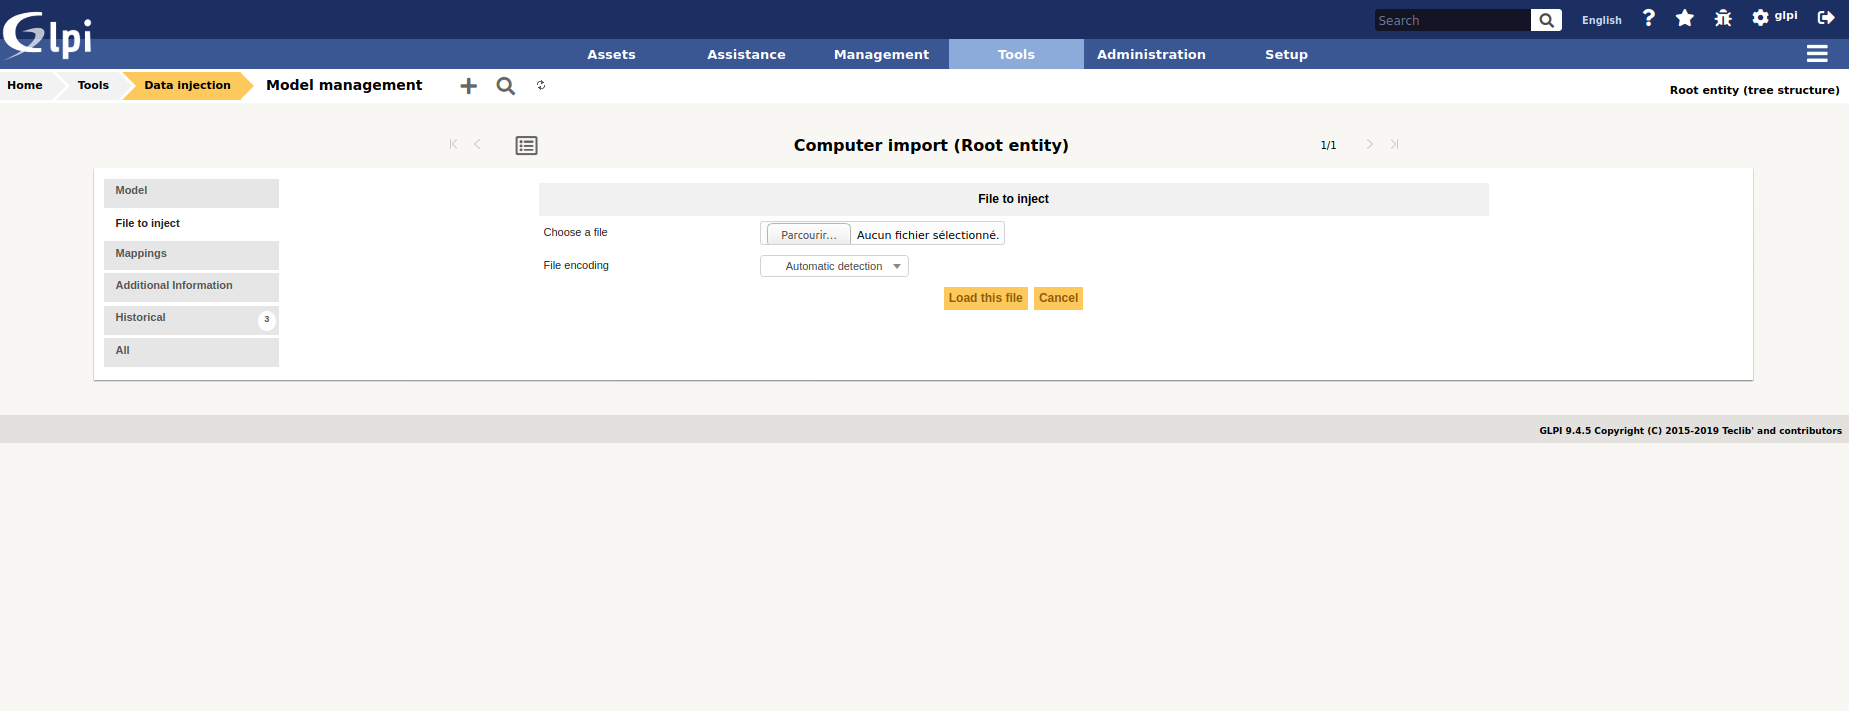 Glpi
Search
English
glpi
Assets Assistance Management Tools Administration Setup
Home Tools Data injection Model management
Root entity (tree structure)
Computer import (Root entity) 1/1
Model
File to inject
Mappings
Additional Information
Historical 3
All
File to inject
Choose a file Parcourir... Aucun fichier sélectionné.
File encoding Automatic detection
Load this file Cancel
GLPI 9.4.5 Copyright (C) 2015-2019 Teclib' and contributors